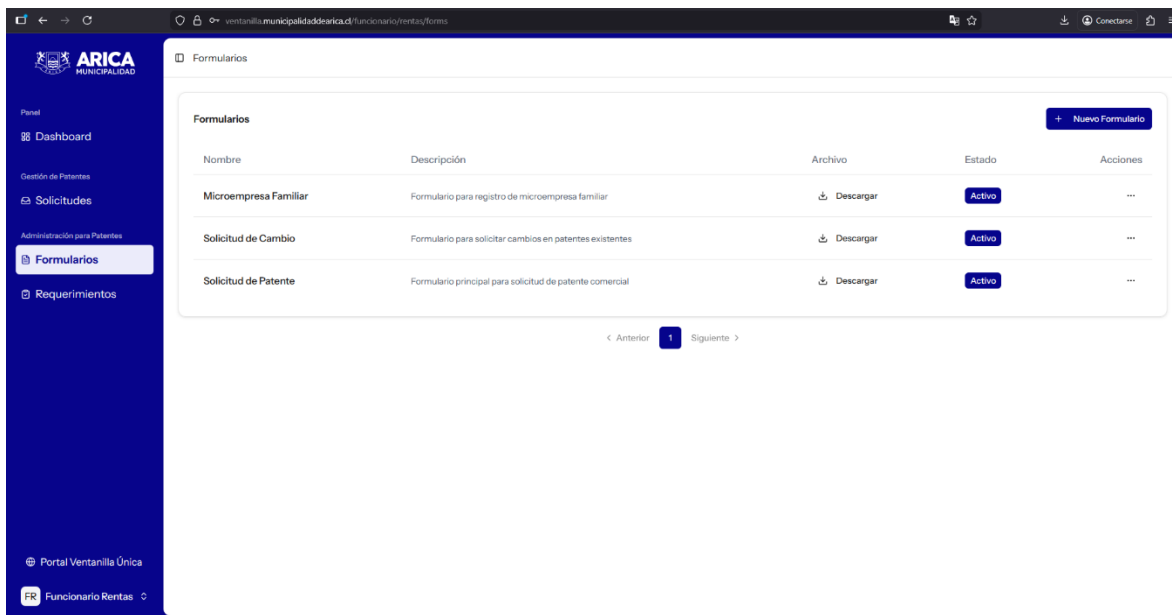 ventanilla.municipalidaddearica.cl/funcionario/rentas/forms
Conectarse
ARICA
MUNICIPALIDAD
Formularios
Panel
Dashboard
Gestión de Patentes
Solicitudes
Administración para Patentes
Formularios
Requerimientos
Formularios
+ Nuevo Formulario
Nombre Descripción Archivo Estado Acciones
Microempresa Familiar Formulario para registro de microempresa familiar Descargar Activo ...
Solicitud de Cambio Formulario para solicitar cambios en patentes existentes Descargar Activo ...
Solicitud de Patente Formulario principal para solicitud de patente comercial Descargar Activo ...
< Anterior 1 Siguiente >
Portal Ventanilla Única
FR Funcionario Rentas